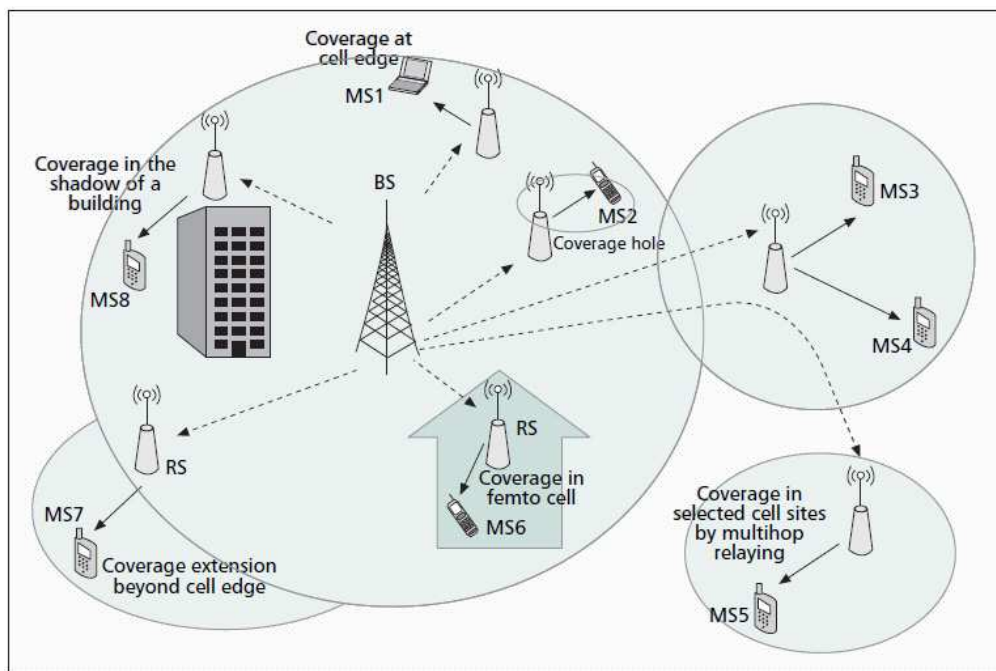 Coverage at
cell edge
MS1
Coverage in the
shadow of a
building
BS
MS2
Coverage hole
MS3
MS8
MS4
RS
RS
Coverage in
femto cell
MS6
Coverage in
selected cell sites
by multihop
relaying
MS7
Coverage extension
beyond cell edge
MS5